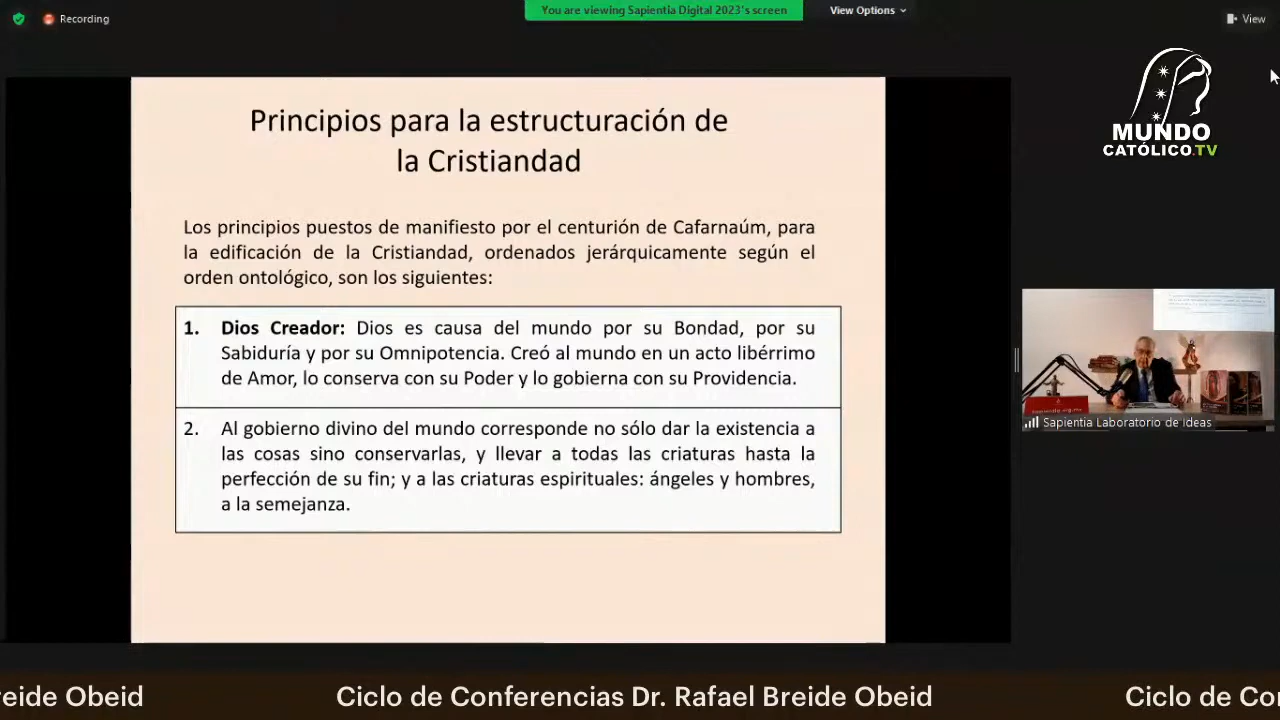 Recording
You are viewing Sapientia Digital 2023's screen
View Options
View
MUNDO
CATÓLICO.TV
Principios para la estructuración de
la Cristiandad
Los principios puestos de manifiesto por el centurión de Cafarnaúm, para
la edificación de la Cristiandad, ordenados jerárquicamente según el
orden ontológico, son los siguientes:
1. Dios Creador: Dios es causa del mundo por su Bondad, por su
Sabiduría y por su Omnipotencia. Creó al mundo en un acto libérrimo
de Amor, lo conserva con su Poder y lo gobierna con su Providencia.
2. Al gobierno divino del mundo corresponde no sólo dar la existencia a
las cosas sino conservarlas, y llevar a todas las criaturas hasta la
perfección de su fin; y a las criaturas espirituales: ángeles y hombres,
a la semejanza.
Sapientia Laboratorio de Ideas
reide Obeid Ciclo de Conferencias Dr. Rafael Breide Obeid Ciclo de Co